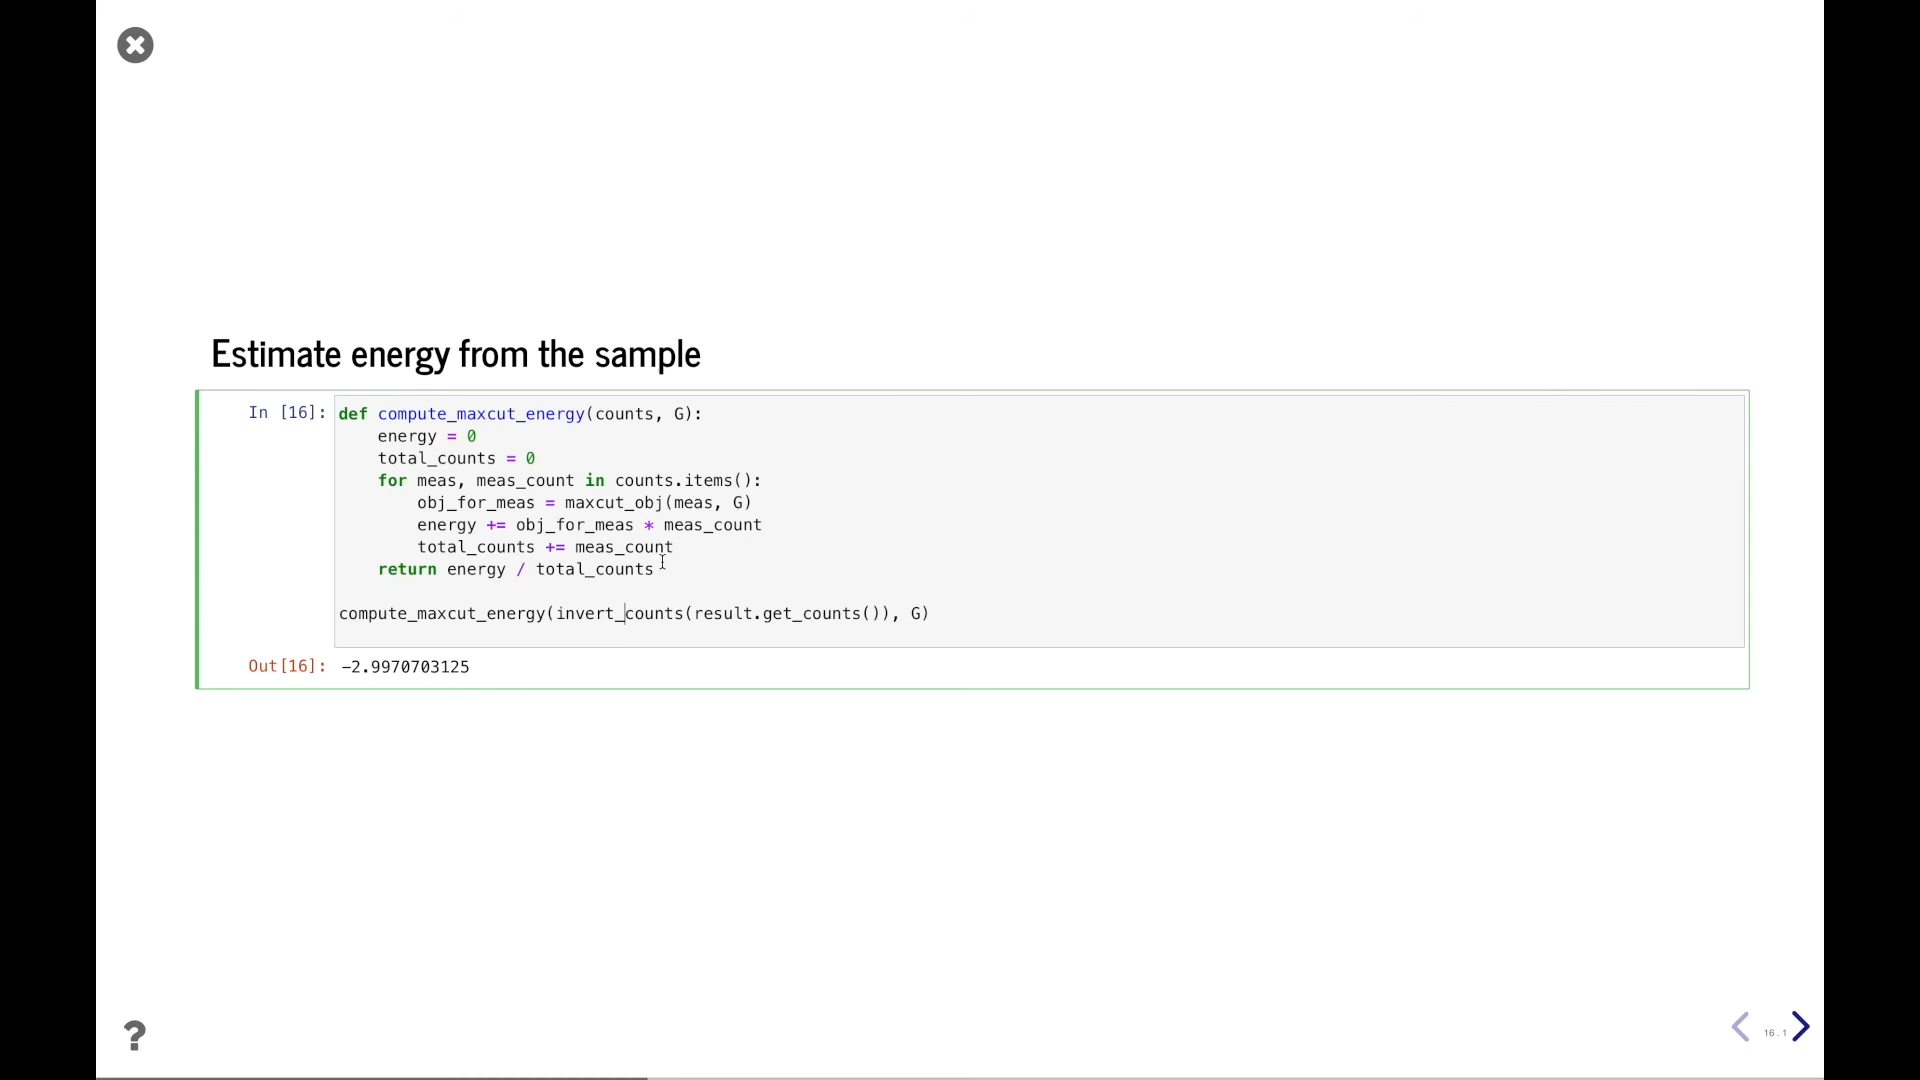 Estimate energy from the sample
In [16]: def compute_maxcut_energy(counts, G):
    energy = 0
    total_counts = 0
    for meas, meas_count in counts.items():
        obj_for_meas = maxcut_obj(meas, G)
        energy += obj_for_meas * meas_count
        total_counts += meas_count
    return energy / total_counts
compute_maxcut_energy(invert_counts(result.get_counts()), G)
Out[16]: -2.9970703125
?
16.1